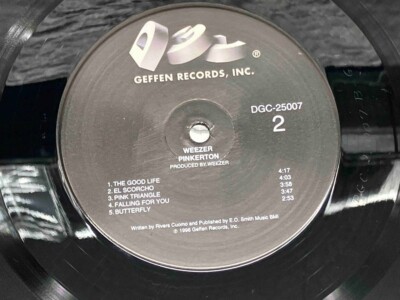 GEFFEN RECORDS, INC.
DGC-25007
2
WEEZER
PINKERTON
PRODUCED BY: WEEZER
1. THE GOOD LIFE 4:17
2. EL SCORCHO 4:03
3. PINK TRIANGLE 3:58
4. FALLING FOR YOU 3:47
5. BUTTERFLY 2:53
Written by Rivers Cuomo and Published by E.O. Smith Music BMI
© 1996 Geffen Records, Inc.